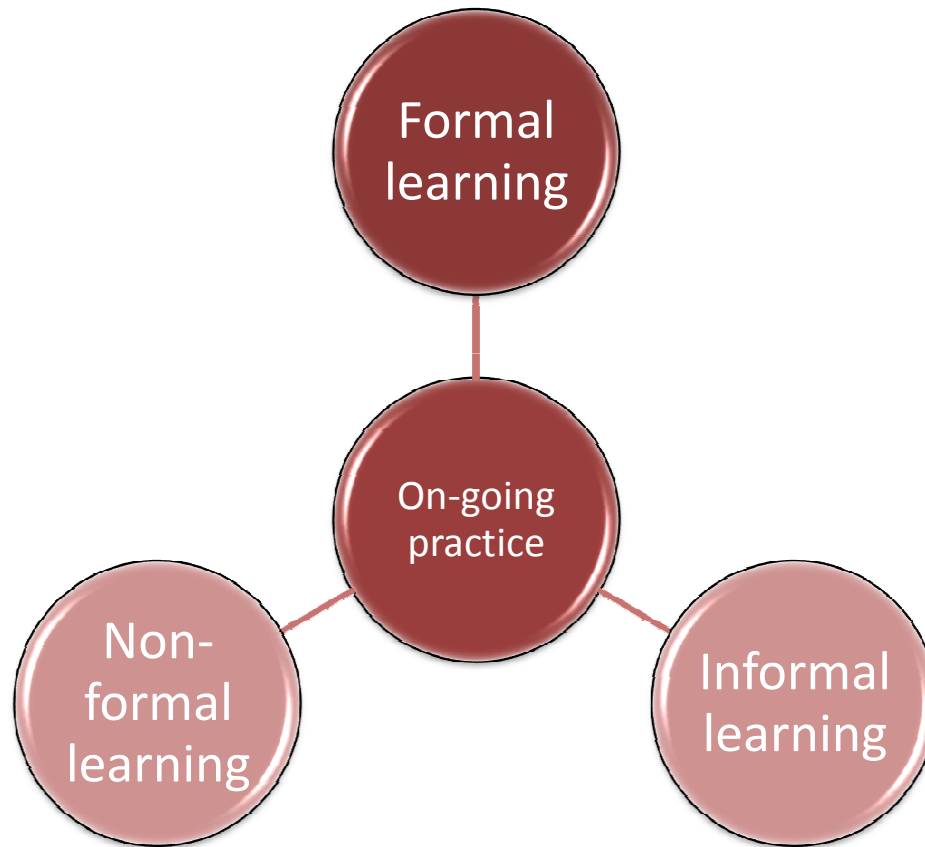 Formal
learning
On-going
practice
Non-
formal
learning
Informal
learning